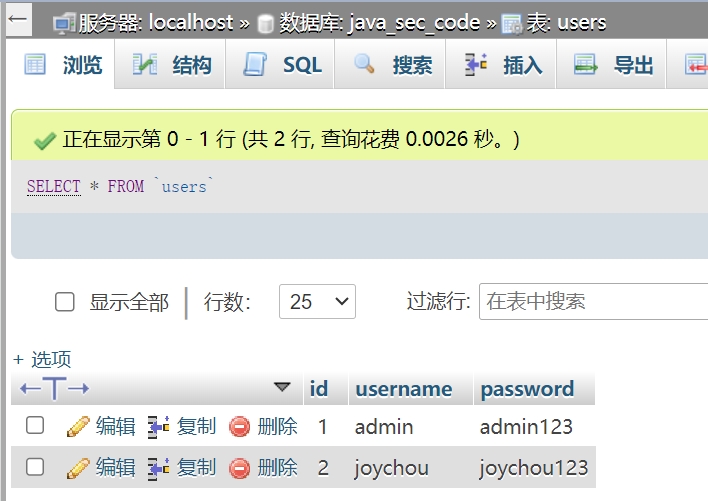 服务器: localhost » 数据库: java_sec_code » 表: users
浏览 结构 SQL 搜索 插入 导出
正在显示第 0 - 1 行 (共 2 行, 查询花费 0.0026 秒。)
SELECT * FROM `users`
显示全部 行数: 25 过滤行: 在表中搜索
+ 选项
←T→ id username password
编辑 复制 删除 1 admin admin123
编辑 复制 删除 2 joychou joychou123